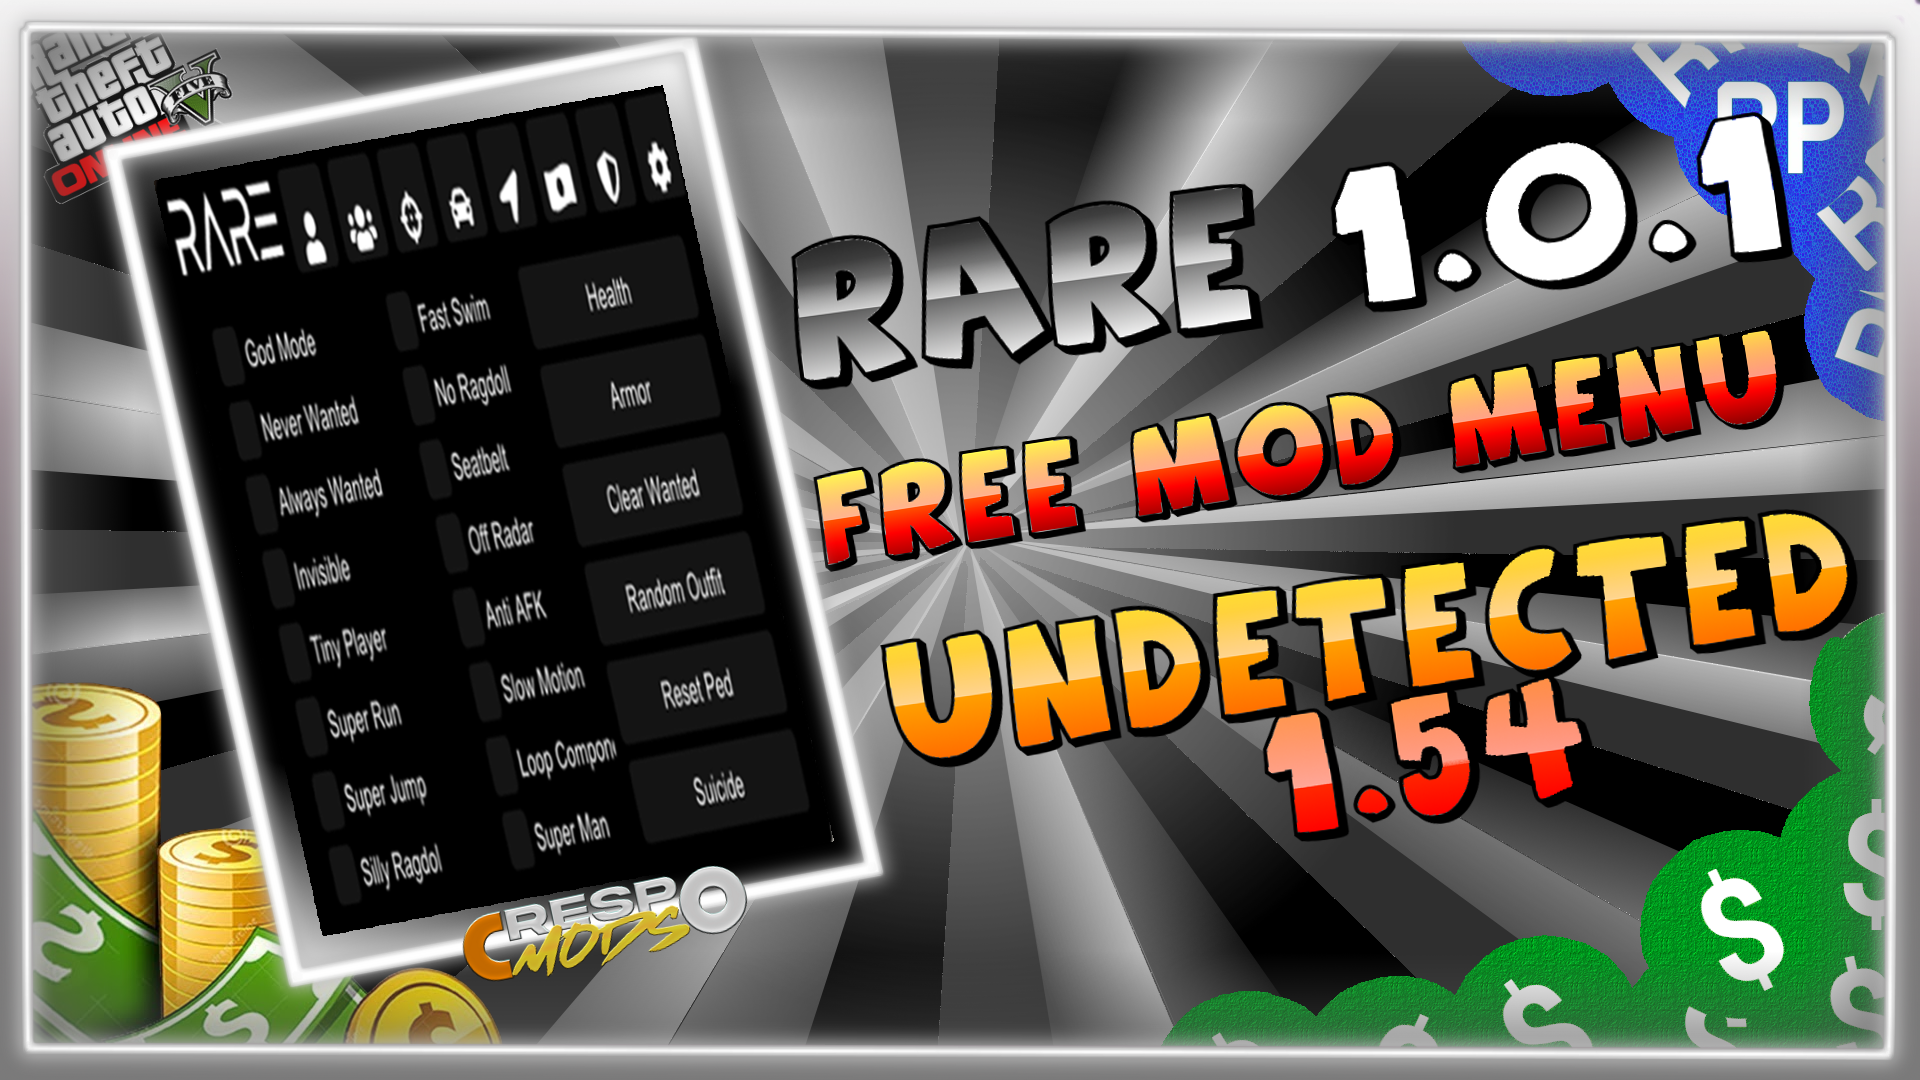 grand
theft
auto
FIVE
ONLINE
RARE
God Mode
Never Wanted
Always Wanted
Invisible
Tiny Player
Super Run
Super Jump
Silly Ragdol
Fast Swim
No Ragdoll
Seatbelt
Off Radar
Anti AFK
Slow Motion
Loop Compon
Super Man
Health
Armor
Clear Wanted
Random Outfit
Reset Ped
Suicide
CRESPO
MODS
RARE 1.0.1
FREE MOD MENU
UNDETECTED
1.54
RP
$